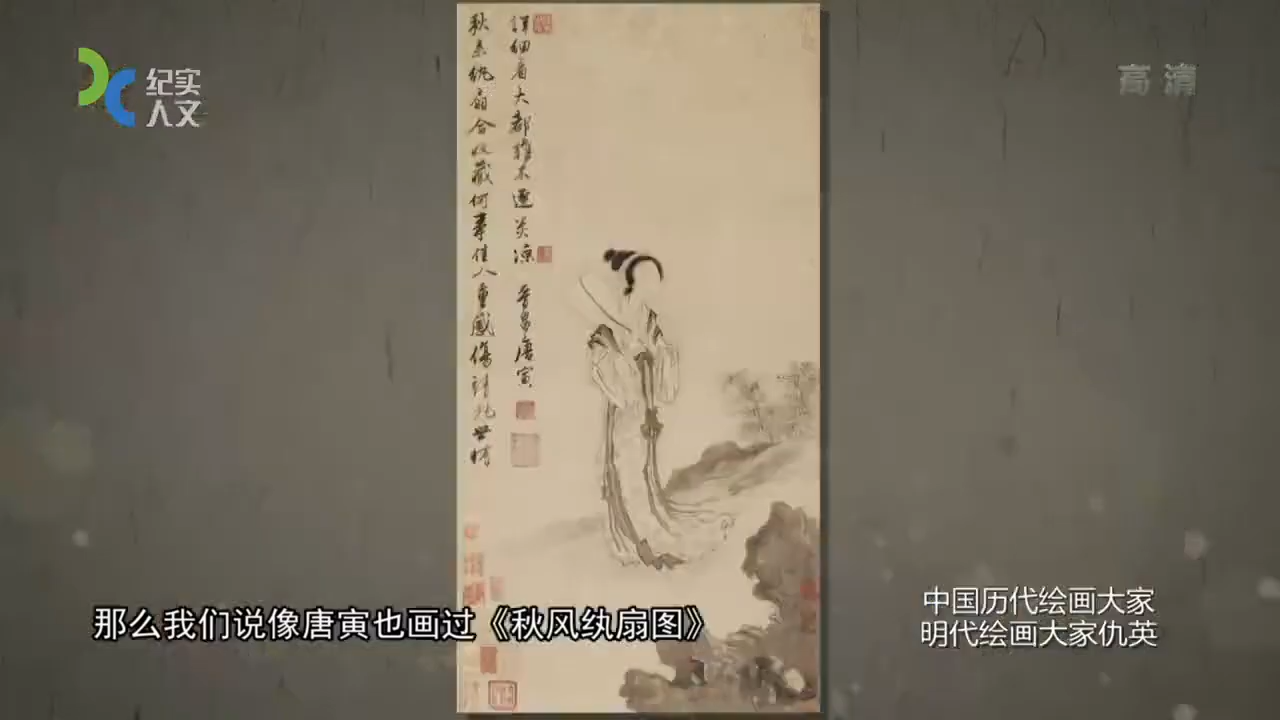 纪实
人文
高清
秋来纨扇合收藏何事佳人重感伤请把世情
详细看大都谁不逐炎凉
晋昌唐寅
那么我们说像唐寅也画过《秋风纨扇图》
中国历代绘画大家
明代绘画大家仇英